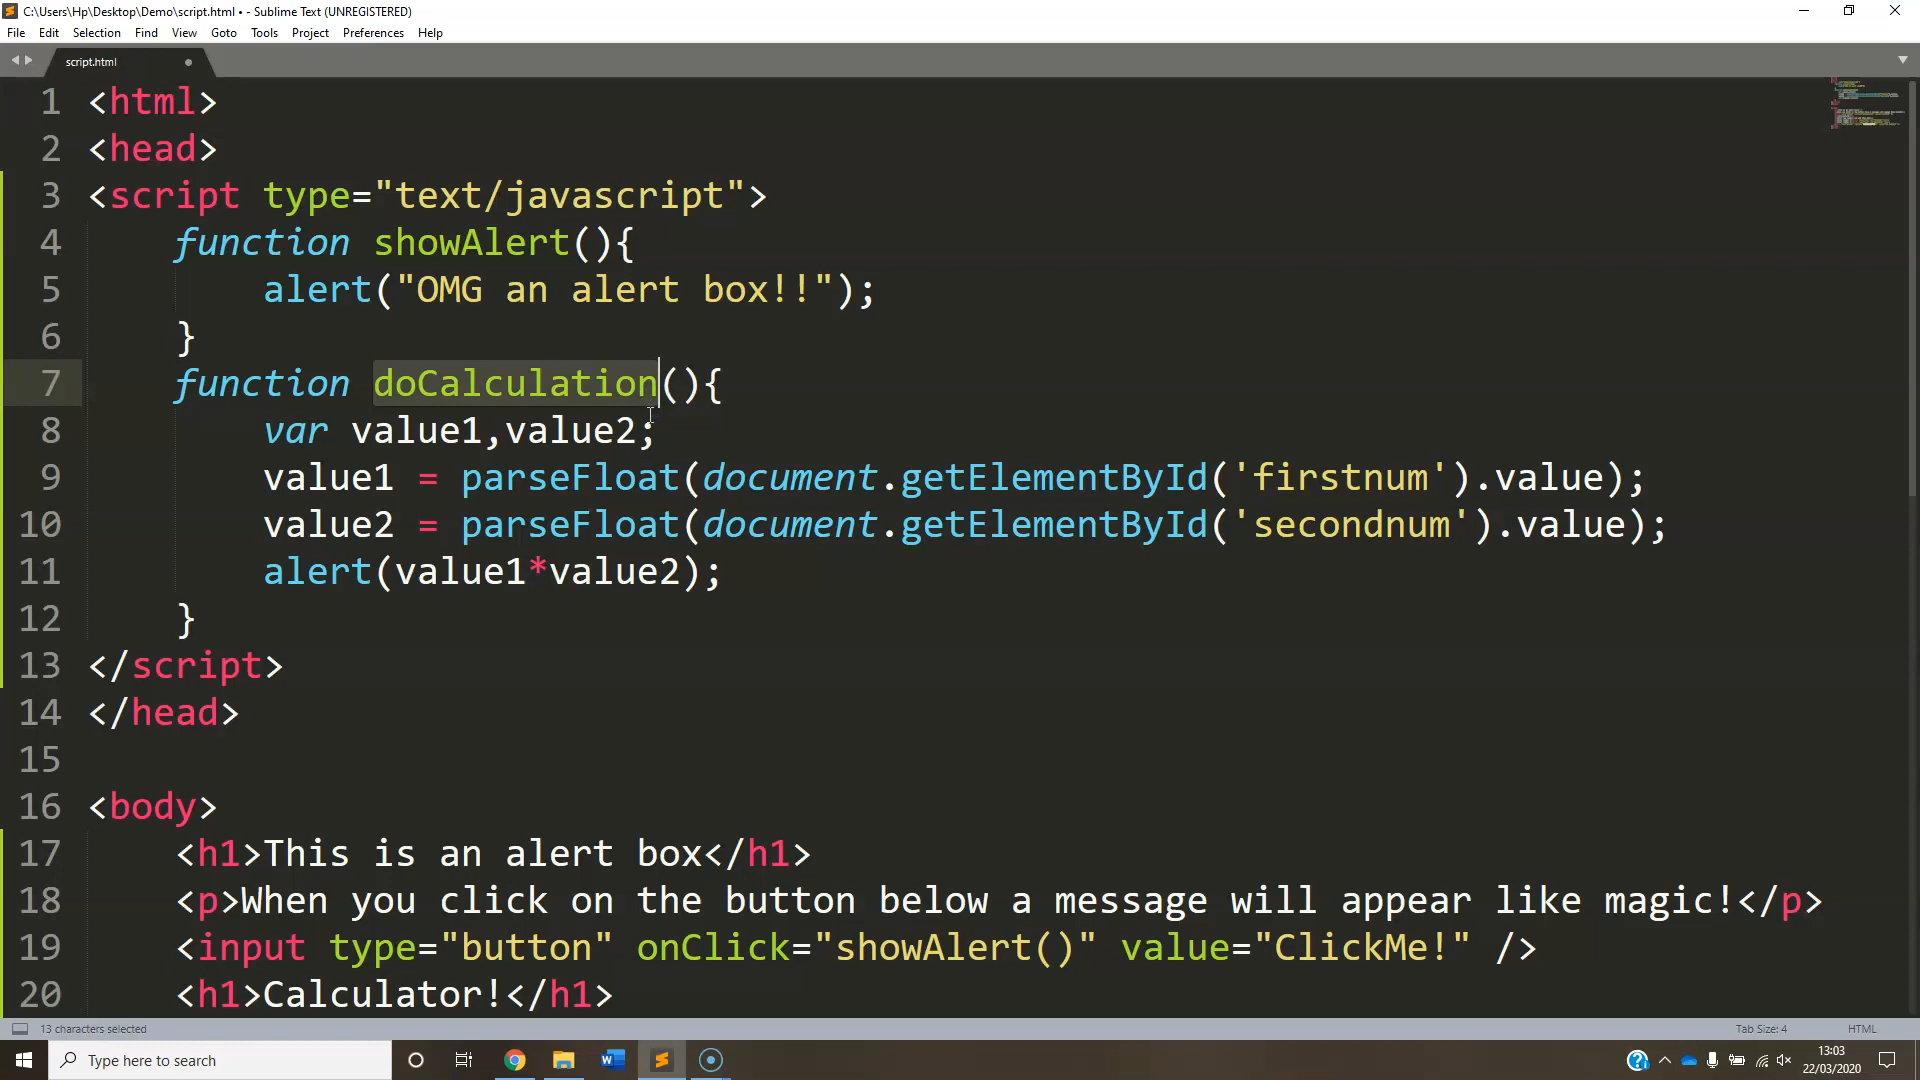 C:\Users\Hp\Desktop\Demo\script.html • - Sublime Text (UNREGISTERED)
File Edit Selection Find View Goto Tools Project Preferences Help
script.html
1 <html>
2 <head>
3 <script type="text/javascript">
4 function showAlert(){
5 alert("OMG an alert box!!");
6 }
7 function doCalculation(){
8 var value1,value2;
9 value1 = parseFloat(document.getElementById('firstnum').value);
10 value2 = parseFloat(document.getElementById('secondnum').value);
11 alert(value1*value2);
12 }
13 </script>
14 </head>
15
16 <body>
17 <h1>This is an alert box</h1>
18 <p>When you click on the button below a message will appear like magic!</p>
19 <input type="button" onClick="showAlert()" value="ClickMe!" />
20 <h1>Calculator!</h1>
13 characters selected Tab Size: 4 HTML
Type here to search
13:03
22/03/2020